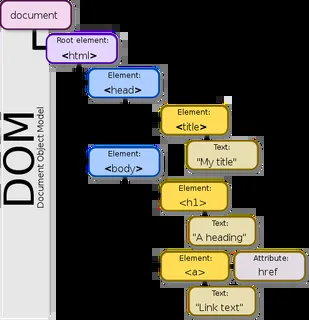 document
Root element:
<html>
Element:
<head>
Element:
<title>
Text:
"My title"
Element:
<body>
Element:
<h1>
Text:
"A heading"
Element:
<a>
Attribute:
href
Text:
"Link text"
DOM
Document Object Model